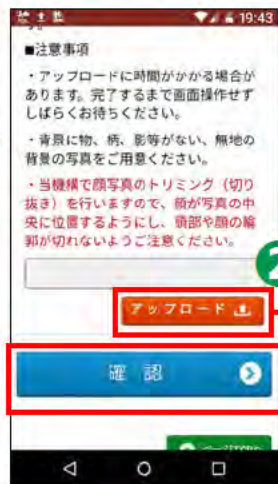 19:43
■注意事項
・アップロードに時間がかかる場合が
あります。完了するまで画面操作せず
しばらくお待ちください。
・背景に物、柄、影等がない、無地の
背景の写真をご用意ください。
・当機構で顔写真のトリミング（切り
抜き）を行いますので、顔が写真の中
央に位置するようにし、頭部や顔の輪
郭が切れないようご注意ください。
2
アップロード
確認